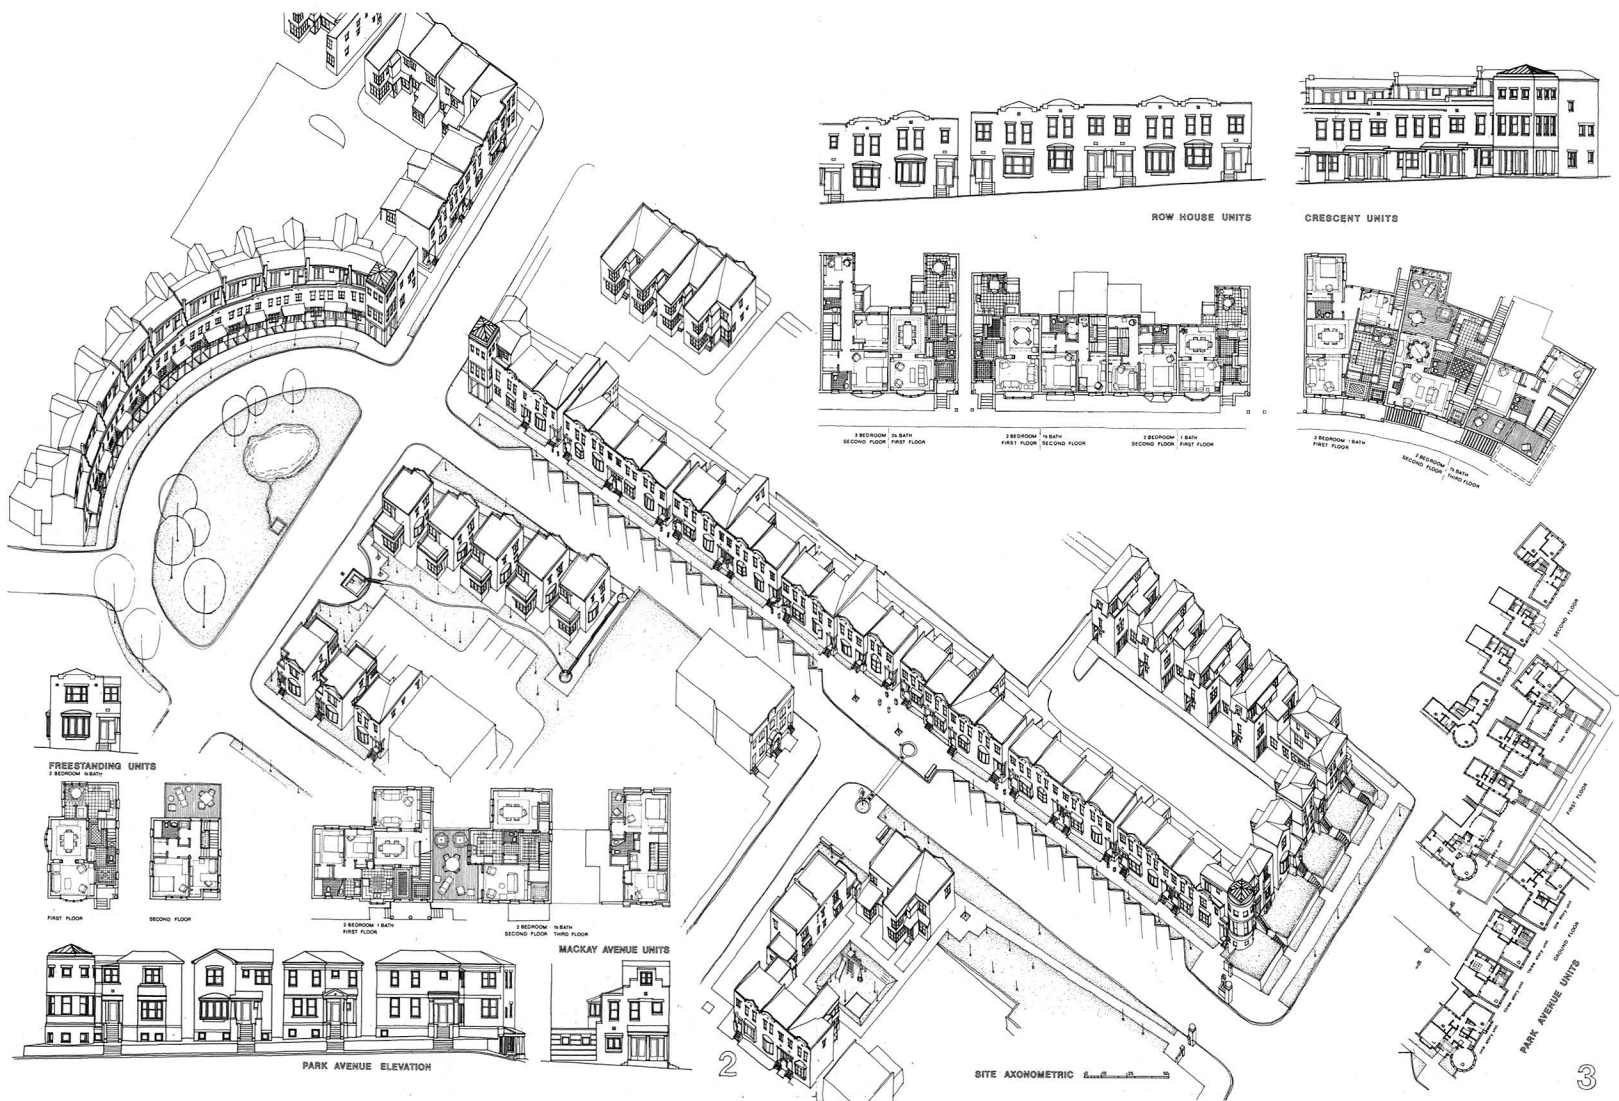 ROW HOUSE UNITS
CRESCENT UNITS
3 BEDROOM 2½ BATH
SECOND FLOOR FIRST FLOOR
2 BEDROOM 1½ BATH
FIRST FLOOR SECOND FLOOR
2 BEDROOM 1 BATH
SECOND FLOOR FIRST FLOOR
2 BEDROOM 1 BATH
FIRST FLOOR
2 BEDROOM 1½ BATH
SECOND FLOOR THIRD FLOOR
SECOND FLOOR
FIRST FLOOR
GROUND FLOOR
PARK AVENUE UNITS
FREESTANDING UNITS
2 BEDROOM 1½ BATH
FIRST FLOOR
SECOND FLOOR
2 BEDROOM 1 BATH
FIRST FLOOR
2 BEDROOM 1½ BATH
SECOND FLOOR THIRD FLOOR
MACKAY AVENUE UNITS
PARK AVENUE ELEVATION
2
SITE AXONOMETRIC
3